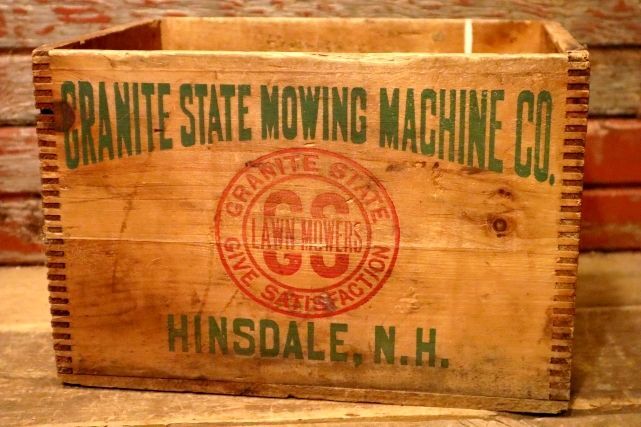 GRANITE STATE MOWING MACHINE CO.
GRANITE STATE
GS
LAWN MOWERS
GIVE SATISFACTION
HINSDALE, N.H.